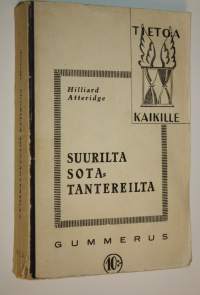 TIETOA
KAIKILLE
Hilliard
Atteridge
SUURILTA
SOTA-
TANTEREILTA
GUMMERUS
10:-